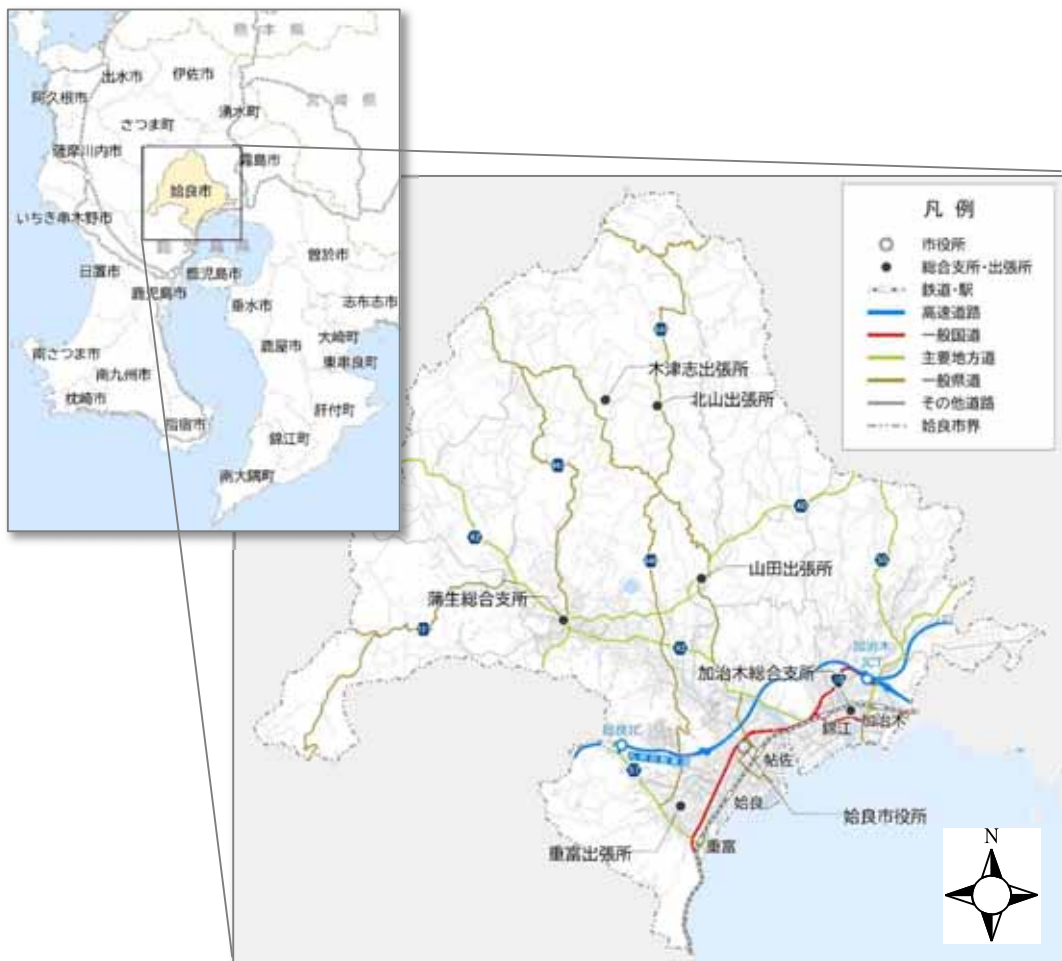 熊本県
出水市
伊佐市
阿久根市
宮崎県
湧水町
さつま町
薩摩川内市
霧島市
姶良市
いちき串木野市
鹿児島県
曽於市
日置市
鹿児島市
鹿児島市
垂水市
志布志市
大崎町
鹿屋市
東串良町
南さつま市
南九州市
枕崎市
肝付町
指宿市
錦江町
南大隅町
凡例
市役所
総合支所・出張所
鉄道・駅
高速道路
一般国道
主要地方道
一般県道
その他道路
姶良市界
木津志出張所
北山出張所
山田出張所
蒲生総合支所
加治木
JCT
加治木総合支所
加治木
錦江
姶良IC
帖佐
姶良
姶良市役所
重富出張所
重富
N